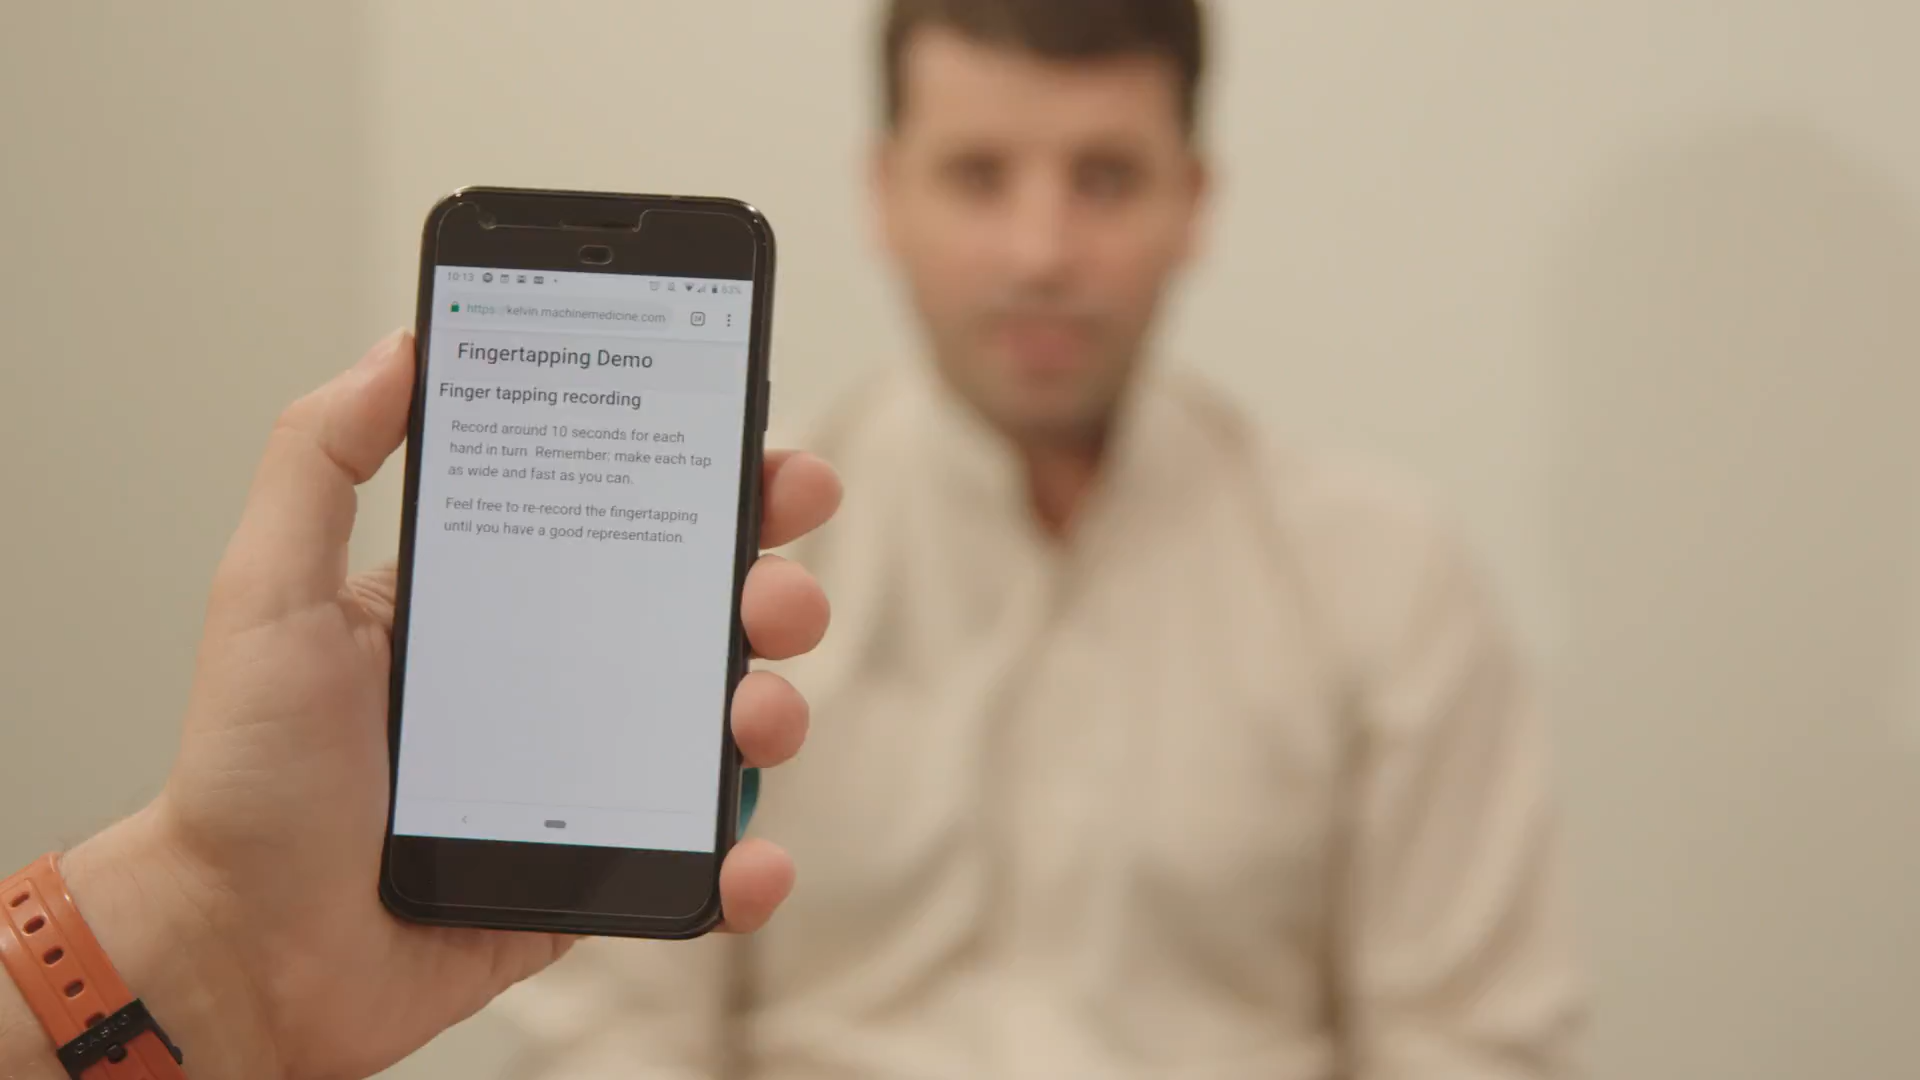 10:13
83%
https://kelvin.machinemedicine.com
Fingertapping Demo
Finger tapping recording
Record around 10 seconds for each
hand in turn. Remember: make each tap
as wide and fast as you can.
Feel free to re-record the fingertapping
until you have a good representation.
CASIO